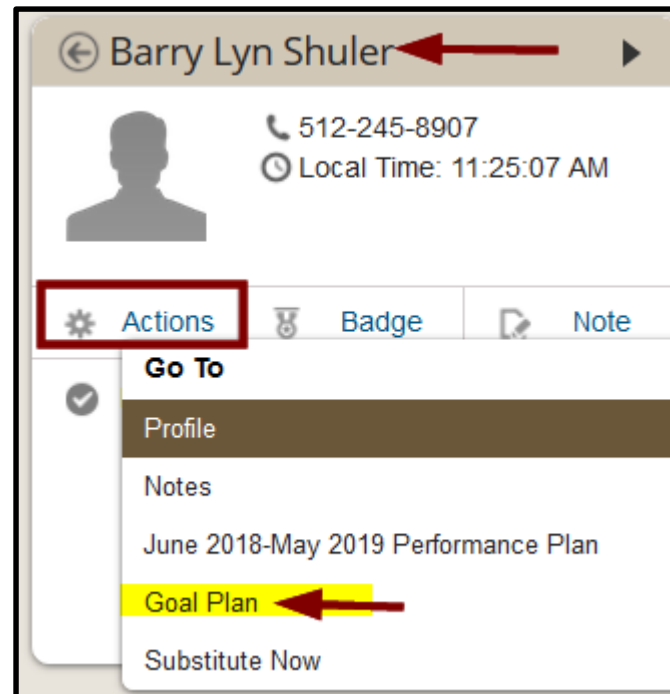 Barry Lyn Shuler
512-245-8907
Local Time: 11:25:07 AM
Actions Badge Note
Go To
Profile
Notes
June 2018-May 2019 Performance Plan
Goal Plan
Substitute Now